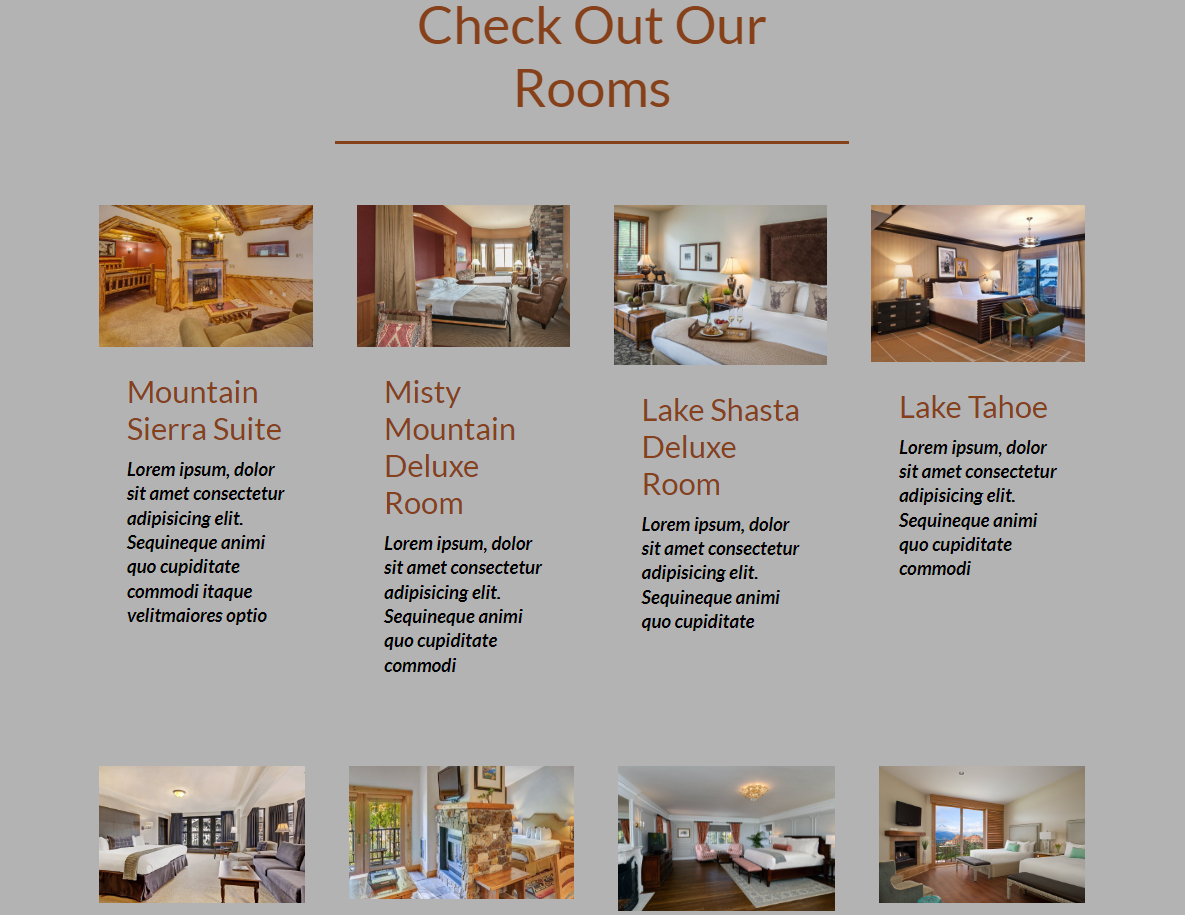 Check Out Our
Rooms
Mountain
Sierra Suite
Lorem ipsum, dolor
sit amet consectetur
adipisicing elit.
Sequineque animi
quo cupiditate
commodi itaque
velitmaiores optio
Misty
Mountain
Deluxe
Room
Lorem ipsum, dolor
sit amet consectetur
adipisicing elit.
Sequineque animi
quo cupiditate
commodi
Lake Shasta
Deluxe
Room
Lorem ipsum, dolor
sit amet consectetur
adipisicing elit.
Sequineque animi
quo cupiditate
Lake Tahoe
Lorem ipsum, dolor
sit amet consectetur
adipisicing elit.
Sequineque animi
quo cupiditate
commodi